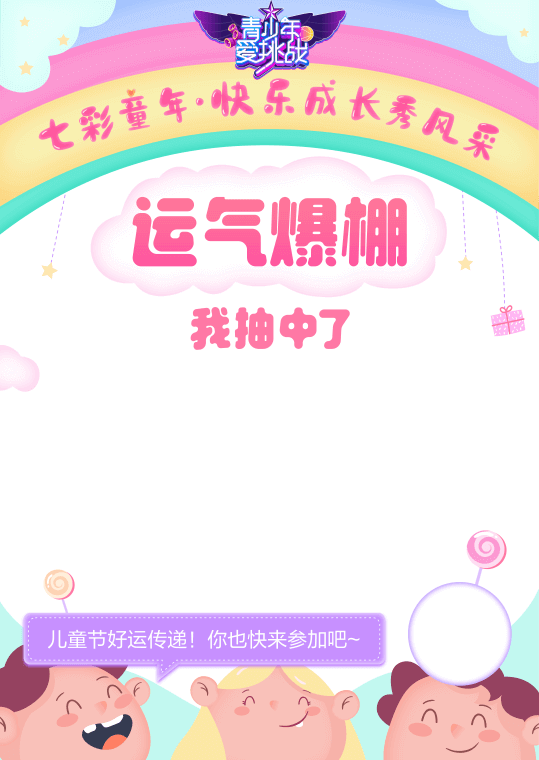 青少年
爱挑战
七彩童年·快乐成长秀风采
运气爆棚
我抽中了
儿童节好运传递！你也快来参加吧~